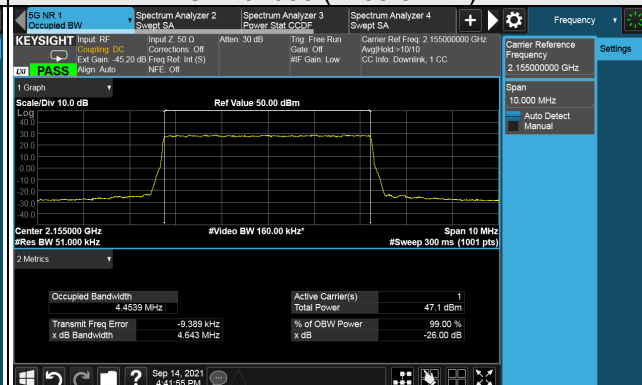 5G NR 1
Occupied BW
Spectrum Analyzer 2
Swept SA
Spectrum Analyzer 3
Power Stat CCDF
Spectrum Analyzer 4
Swept SA
Frequency
KEYSIGHT
LXI
PASS
Input: RF
Coupling: DC
Ext Gain: -45.20 dB
Align: Auto
Input Z: 50 Ω
Corrections: Off
Freq Ref: Int (S)
NFE: Off
Atten: 30 dB
Trig: Free Run
Gate: Off
#IF Gain: Low
Carrier Ref Freq: 2.155000000 GHz
Avg|Hold:>10/10
CC Info: Downlink, 1 CC
Carrier Reference
Frequency
2.155000000 GHz
Settings
Span
10.000 MHz
Auto Detect
Manual
1 Graph
Scale/Div 10.0 dB
Ref Value 50.00 dBm
Log
40.0
30.0
20.0
10.0
0.00
-10.0
-20.0
-30.0
-40.0
Center 2.155000 GHz
#Video BW 160.00 kHz*
Span 10 MHz
#Res BW 51.000 kHz
#Sweep 300 ms (1001 pts)
2 Metrics
Occupied Bandwidth
4.4539 MHz
Transmit Freq Error -9.389 kHz
x dB Bandwidth 4.643 MHz
Active Carrier(s) 1
Total Power 47.1 dBm
% of OBW Power 99.00 %
x dB -26.00 dB
?
Sep 14, 2021
4:41:55 PM